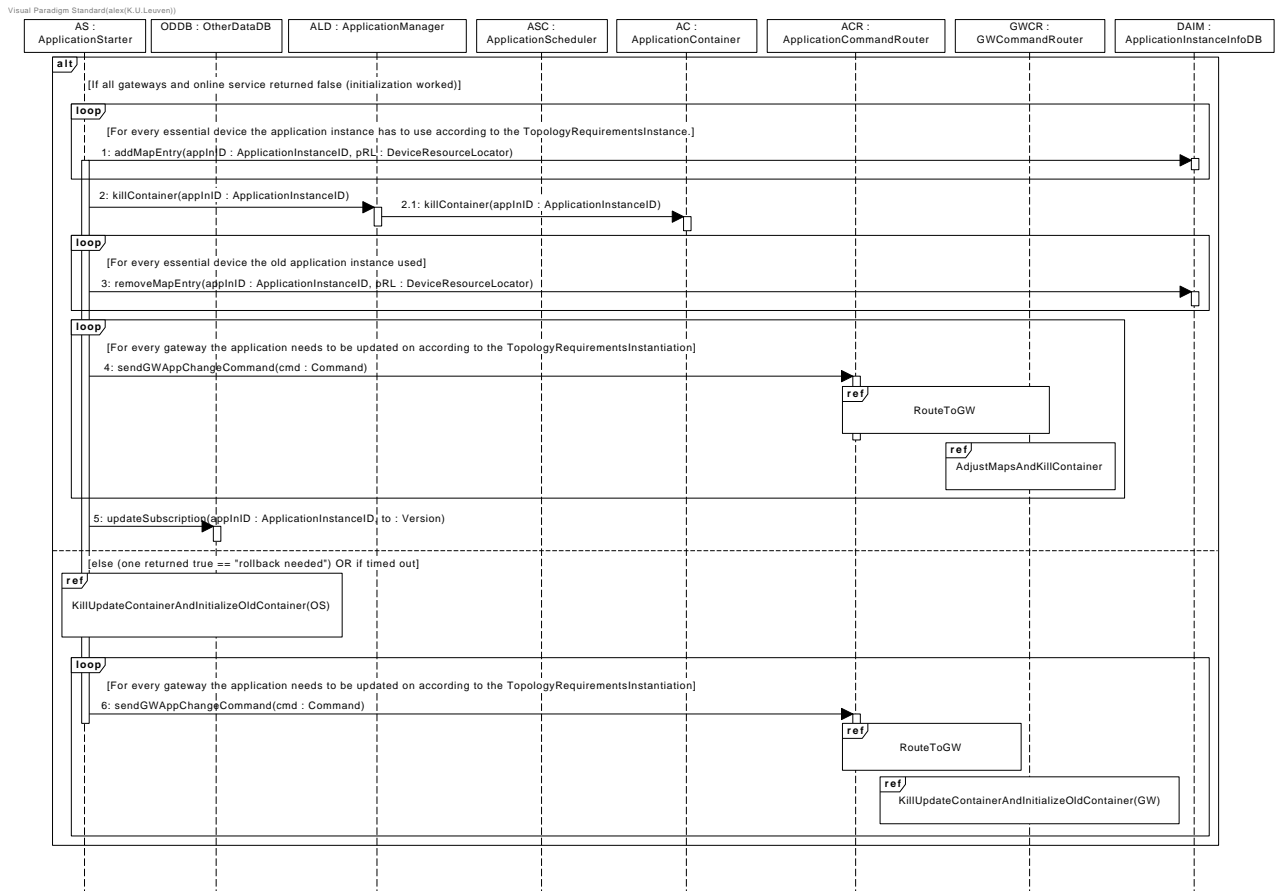 Visual Paradigm Standard(alex(K.U.Leuven))
AS :
ApplicationStarter
ODDB : OtherDataDB
ALD : ApplicationManager
ASC :
ApplicationScheduler
AC :
ApplicationContainer
ACR :
ApplicationCommandRouter
GWCR :
GWCommandRouter
DAIM :
ApplicationInstanceInfoDB
alt
[If all gateways and online service returned false (initialization worked)]
loop
[For every essential device the application instance has to use according to the TopologyRequirementsInstance.]
1: addMapEntry(appInID : ApplicationInstanceID, pRL : DeviceResourceLocator)
2: killContainer(appInID : ApplicationInstanceID)
2.1: killContainer(appInID : ApplicationInstanceID)
loop
[For every essential device the old application instance used]
3: removeMapEntry(appInID : ApplicationInstanceID, pRL : DeviceResourceLocator)
loop
[For every gateway the application needs to be updated on according to the TopologyRequirementsInstantiation]
4: sendGWAppChangeCommand(cmd : Command)
ref
RouteToGW
ref
AdjustMapsAndKillContainer
5: updateSubscription(appInID : ApplicationInstanceID, to : Version)
[else (one returned true == "rollback needed") OR if timed out]
ref
KillUpdateContainerAndInitializeOldContainer(OS)
loop
[For every gateway the application needs to be updated on according to the TopologyRequirementsInstantiation]
6: sendGWAppChangeCommand(cmd : Command)
ref
RouteToGW
ref
KillUpdateContainerAndInitializeOldContainer(GW)